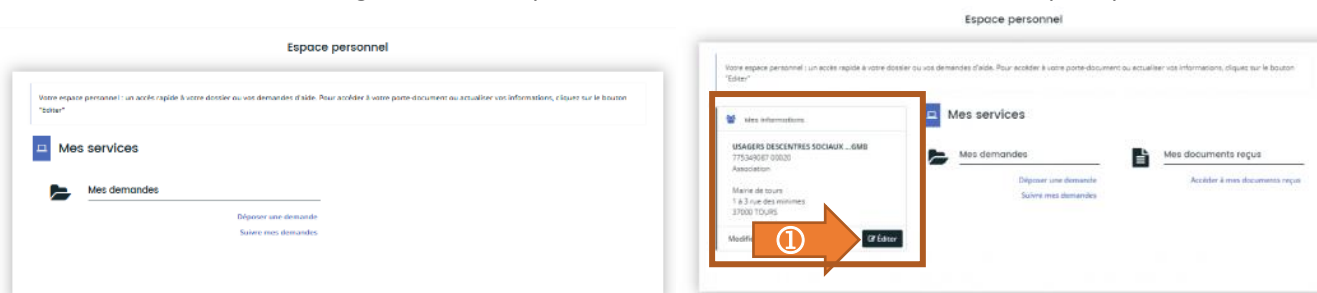 Espace personnel
Votre espace personnel : un accès rapide à votre dossier ou vos demandes d'aide. Pour accéder à votre porte-document ou actualiser vos informations, cliquez sur le bouton
"Editer"
Mes services
Mes demandes
Déposer une demande
Suivre mes demandes
Espace personnel
Votre espace personnel : un accès rapide à votre dossier ou vos demandes d'aide. Pour accéder à votre porte-document ou actualiser vos informations, cliquez sur le bouton
"Editer"
Mes informations
USAGERS DESCENTRES SOCIAUX ...GMB
775349087 00020
Association
Mairie de tours
1 à 3 rue des minimes
37000 TOURS
①
Éditer
Mes services
Mes demandes
Déposer une demande
Suivre mes demandes
Mes documents reçus
Accéder à mes documents reçus